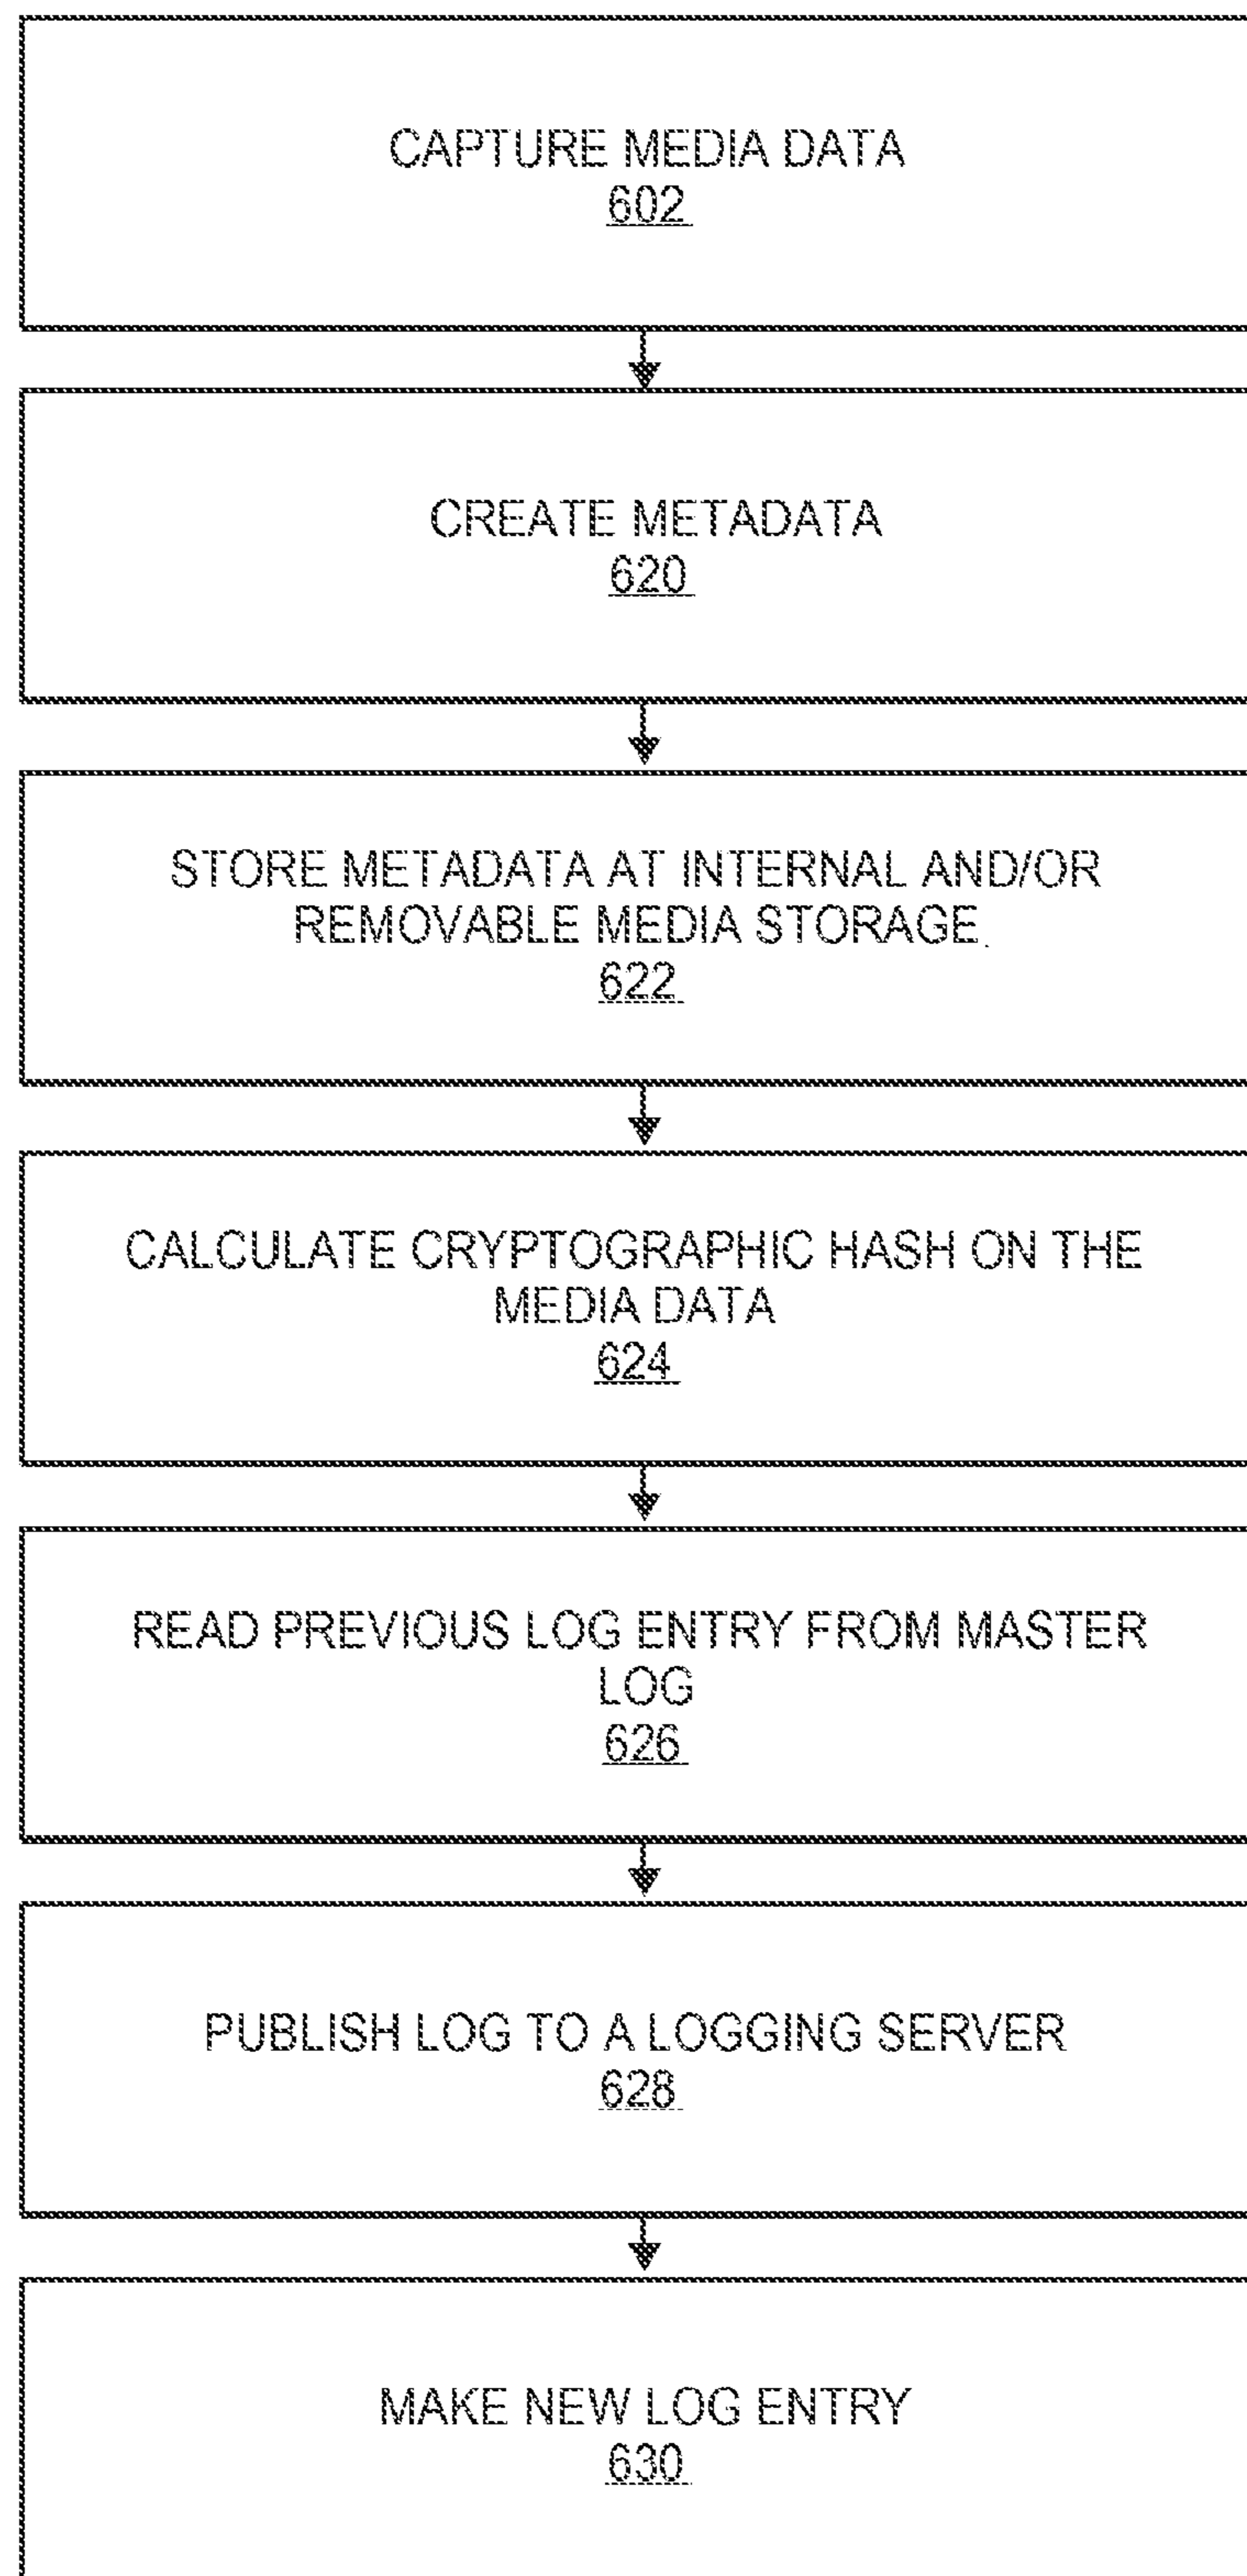 CAPTURE MEDIA DATA
602
CREATE METADATA
620
STORE METADATA AT INTERNAL AND/OR
REMOVABLE MEDIA STORAGE
622
CALCULATE CRYPTOGRAPHIC HASH ON THE
MEDIA DATA
624
READ PREVIOUS LOG ENTRY FROM MASTER
LOG
626
PUBLISH LOG TO A LOGGING SERVER
628
MAKE NEW LOG ENTRY
630